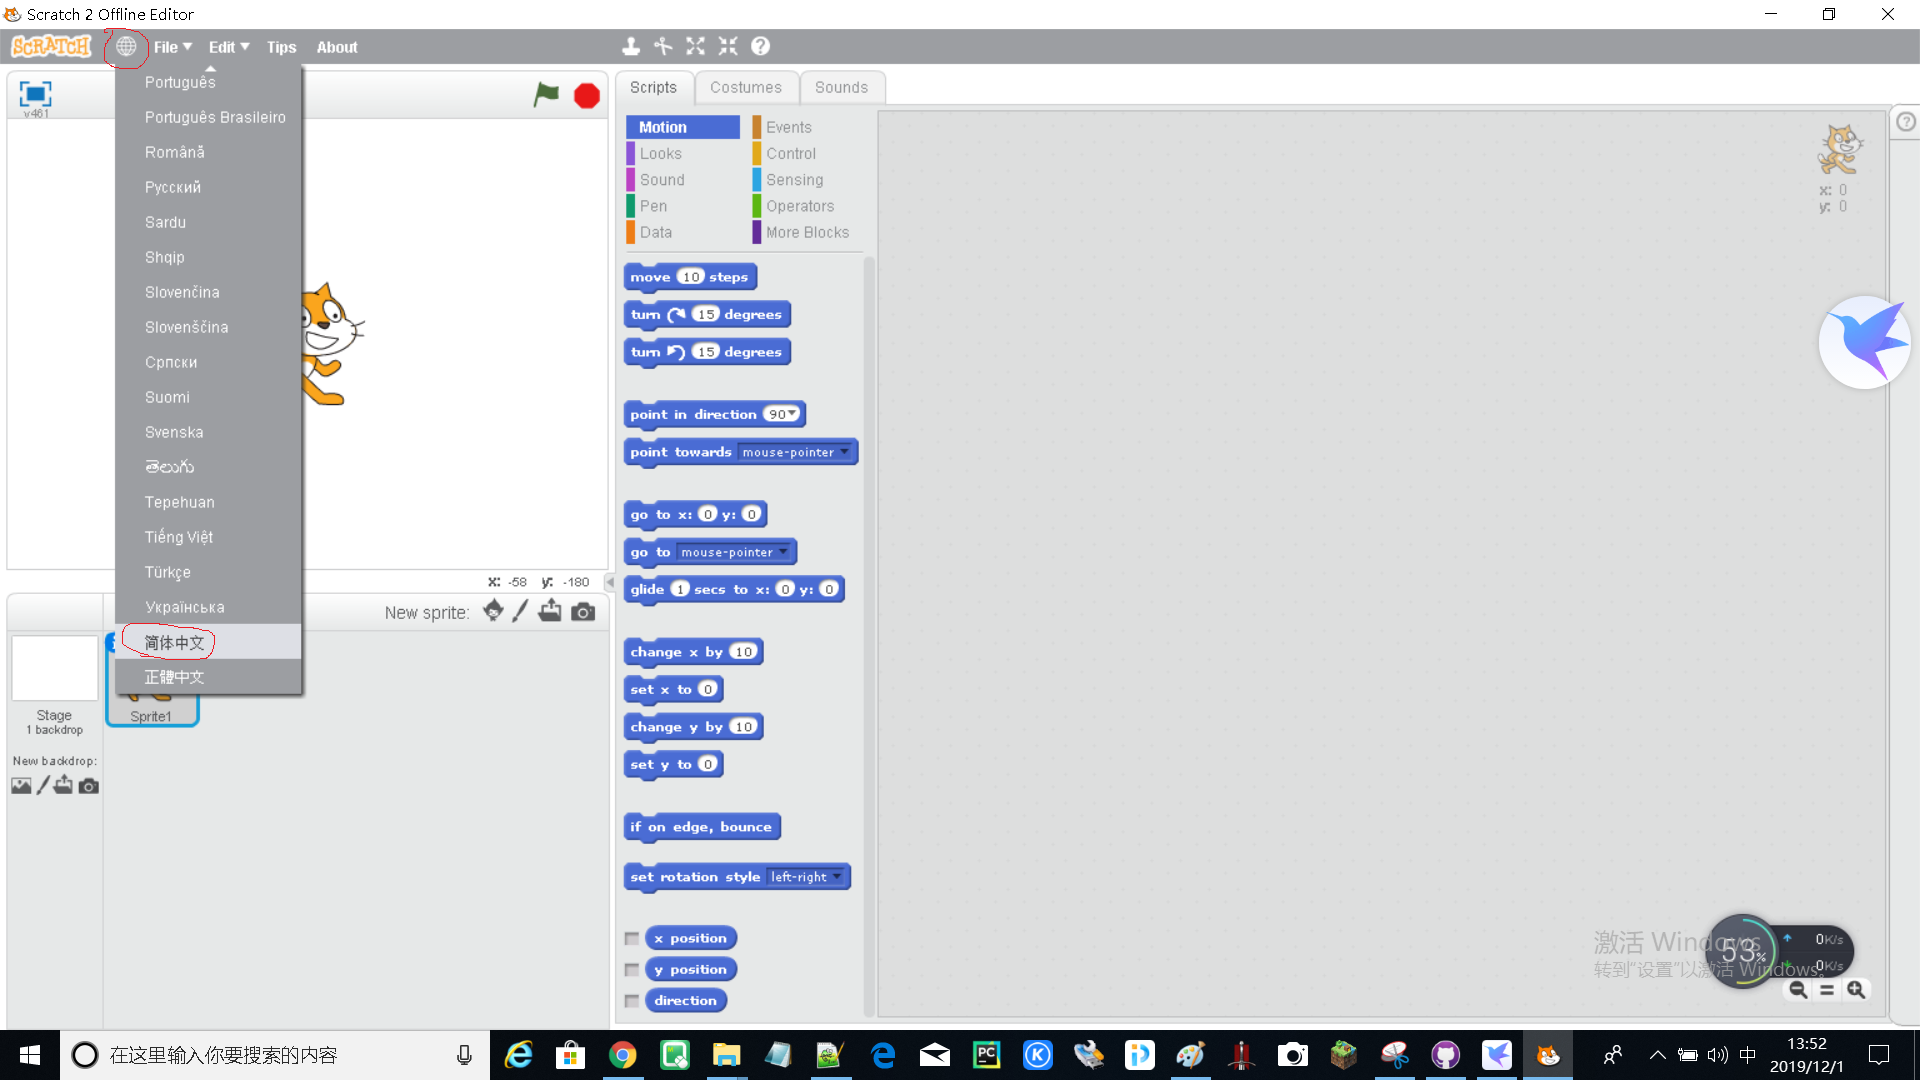 Scratch 2 Offline Editor
SCRATCH
File
Edit
Tips
About
v461
Português
Português Brasileiro
Română
Русский
Sardu
Shqip
Slovenčina
Slovenščina
Српски
Suomi
Svenska
తెలుగు
Tepehuan
Tiếng Việt
Türkçe
Українська
简体中文
正體中文
X: -58 y: -180
New sprite:
Sprite1
Stage
1 backdrop
New backdrop:
Scripts
Costumes
Sounds
Motion
Looks
Sound
Pen
Data
Events
Control
Sensing
Operators
More Blocks
move 10 steps
turn 15 degrees
turn 15 degrees
point in direction 90
point towards mouse-pointer
go to x: 0 y: 0
go to mouse-pointer
glide 1 secs to x: 0 y: 0
change x by 10
set x to 0
change y by 10
set y to 0
if on edge, bounce
set rotation style left-right
x position
y position
direction
x: 0
y: 0
激活 Windows
转到"设置"以激活 Windows。
53%
0K/s
0K/s
在这里输入你要搜索的内容
PC
K
中
13:52
2019/12/1